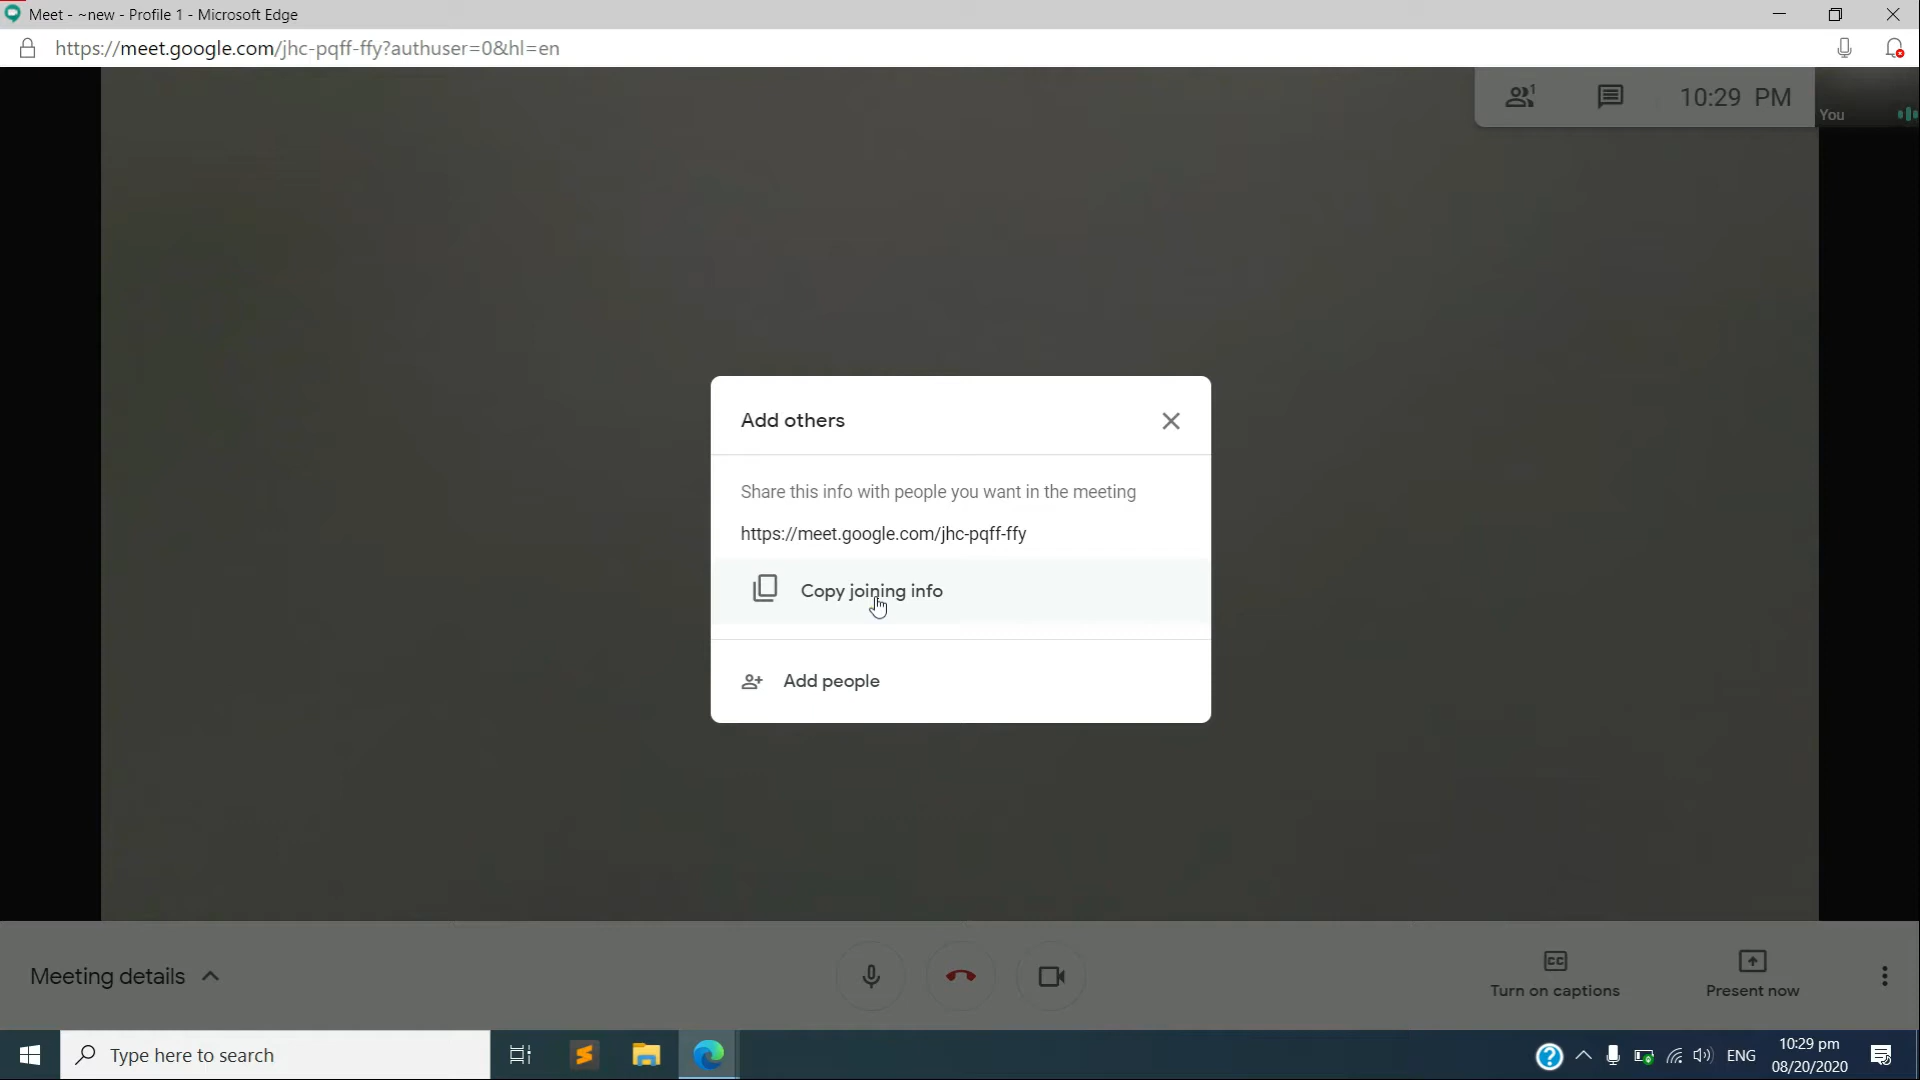 Meet - ~new - Profile 1 - Microsoft Edge
https://meet.google.com/jhc-pqff-ffy?authuser=0&hl=en
1
10:29 PM
You
Add others
Share this info with people you want in the meeting
https://meet.google.com/jhc-pqff-ffy
Copy joining info
Add people
Meeting details
CC
Turn on captions
Present now
Type here to search
ENG
10:29 pm
08/20/2020